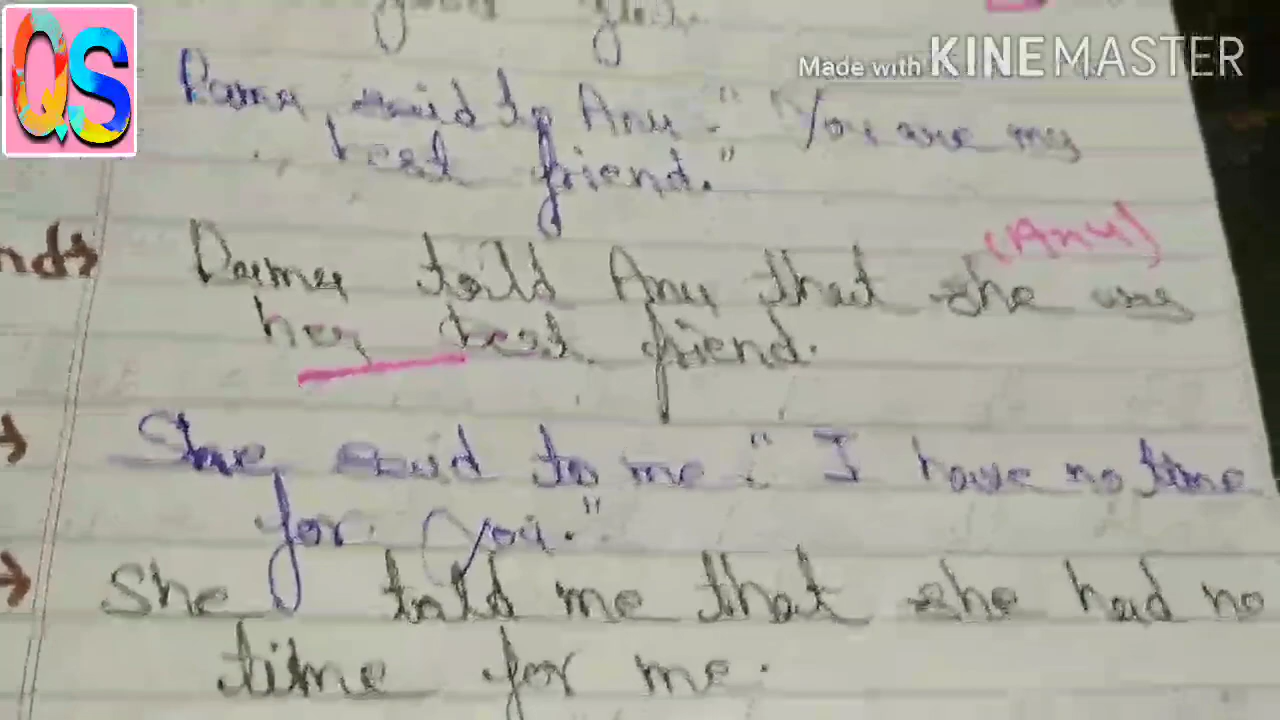 QS
Made with KINEMASTER
said to Anu : "You are my
best friend."
(Anu)
told Anu that she was
her best friend.
She said to me : "I have no time
for you."
She told me that she had no
time for me.